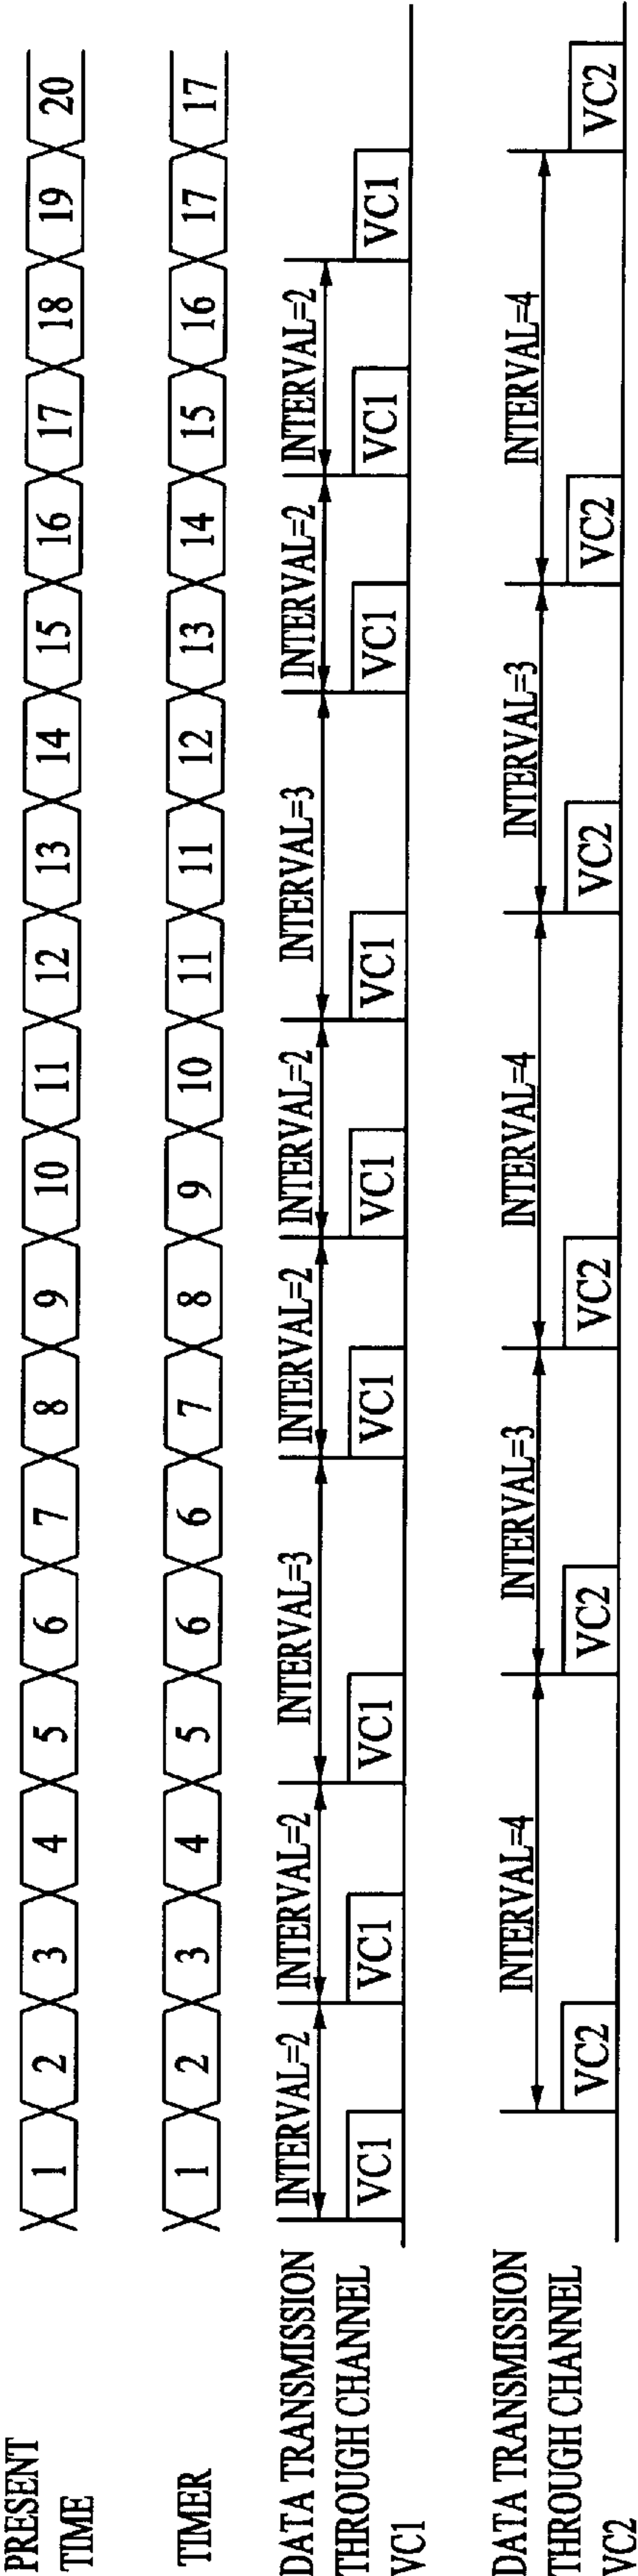 PRESENT
TIME
1 2 3 4 5 6 7 8 9 10 11 12 13 14 15 16 17 18 19 20
TIMER
1 2 3 4 5 6 6 7 8 9 10 11 11 12 13 14 15 16 17 17
DATA TRANSMISSION
THROUGH CHANNEL
VC1
INTERVAL=2 INTERVAL=2 INTERVAL=3 INTERVAL=2 INTERVAL=2 INTERVAL=3 INTERVAL=2 INTERVAL=2
VC1 VC1 VC1 VC1 VC1 VC1 VC1 VC1 VC1
DATA TRANSMISSION
THROUGH CHANNEL
VC2
INTERVAL=4 INTERVAL=3 INTERVAL=4 INTERVAL=3 INTERVAL=4
VC2 VC2 VC2 VC2 VC2 VC2